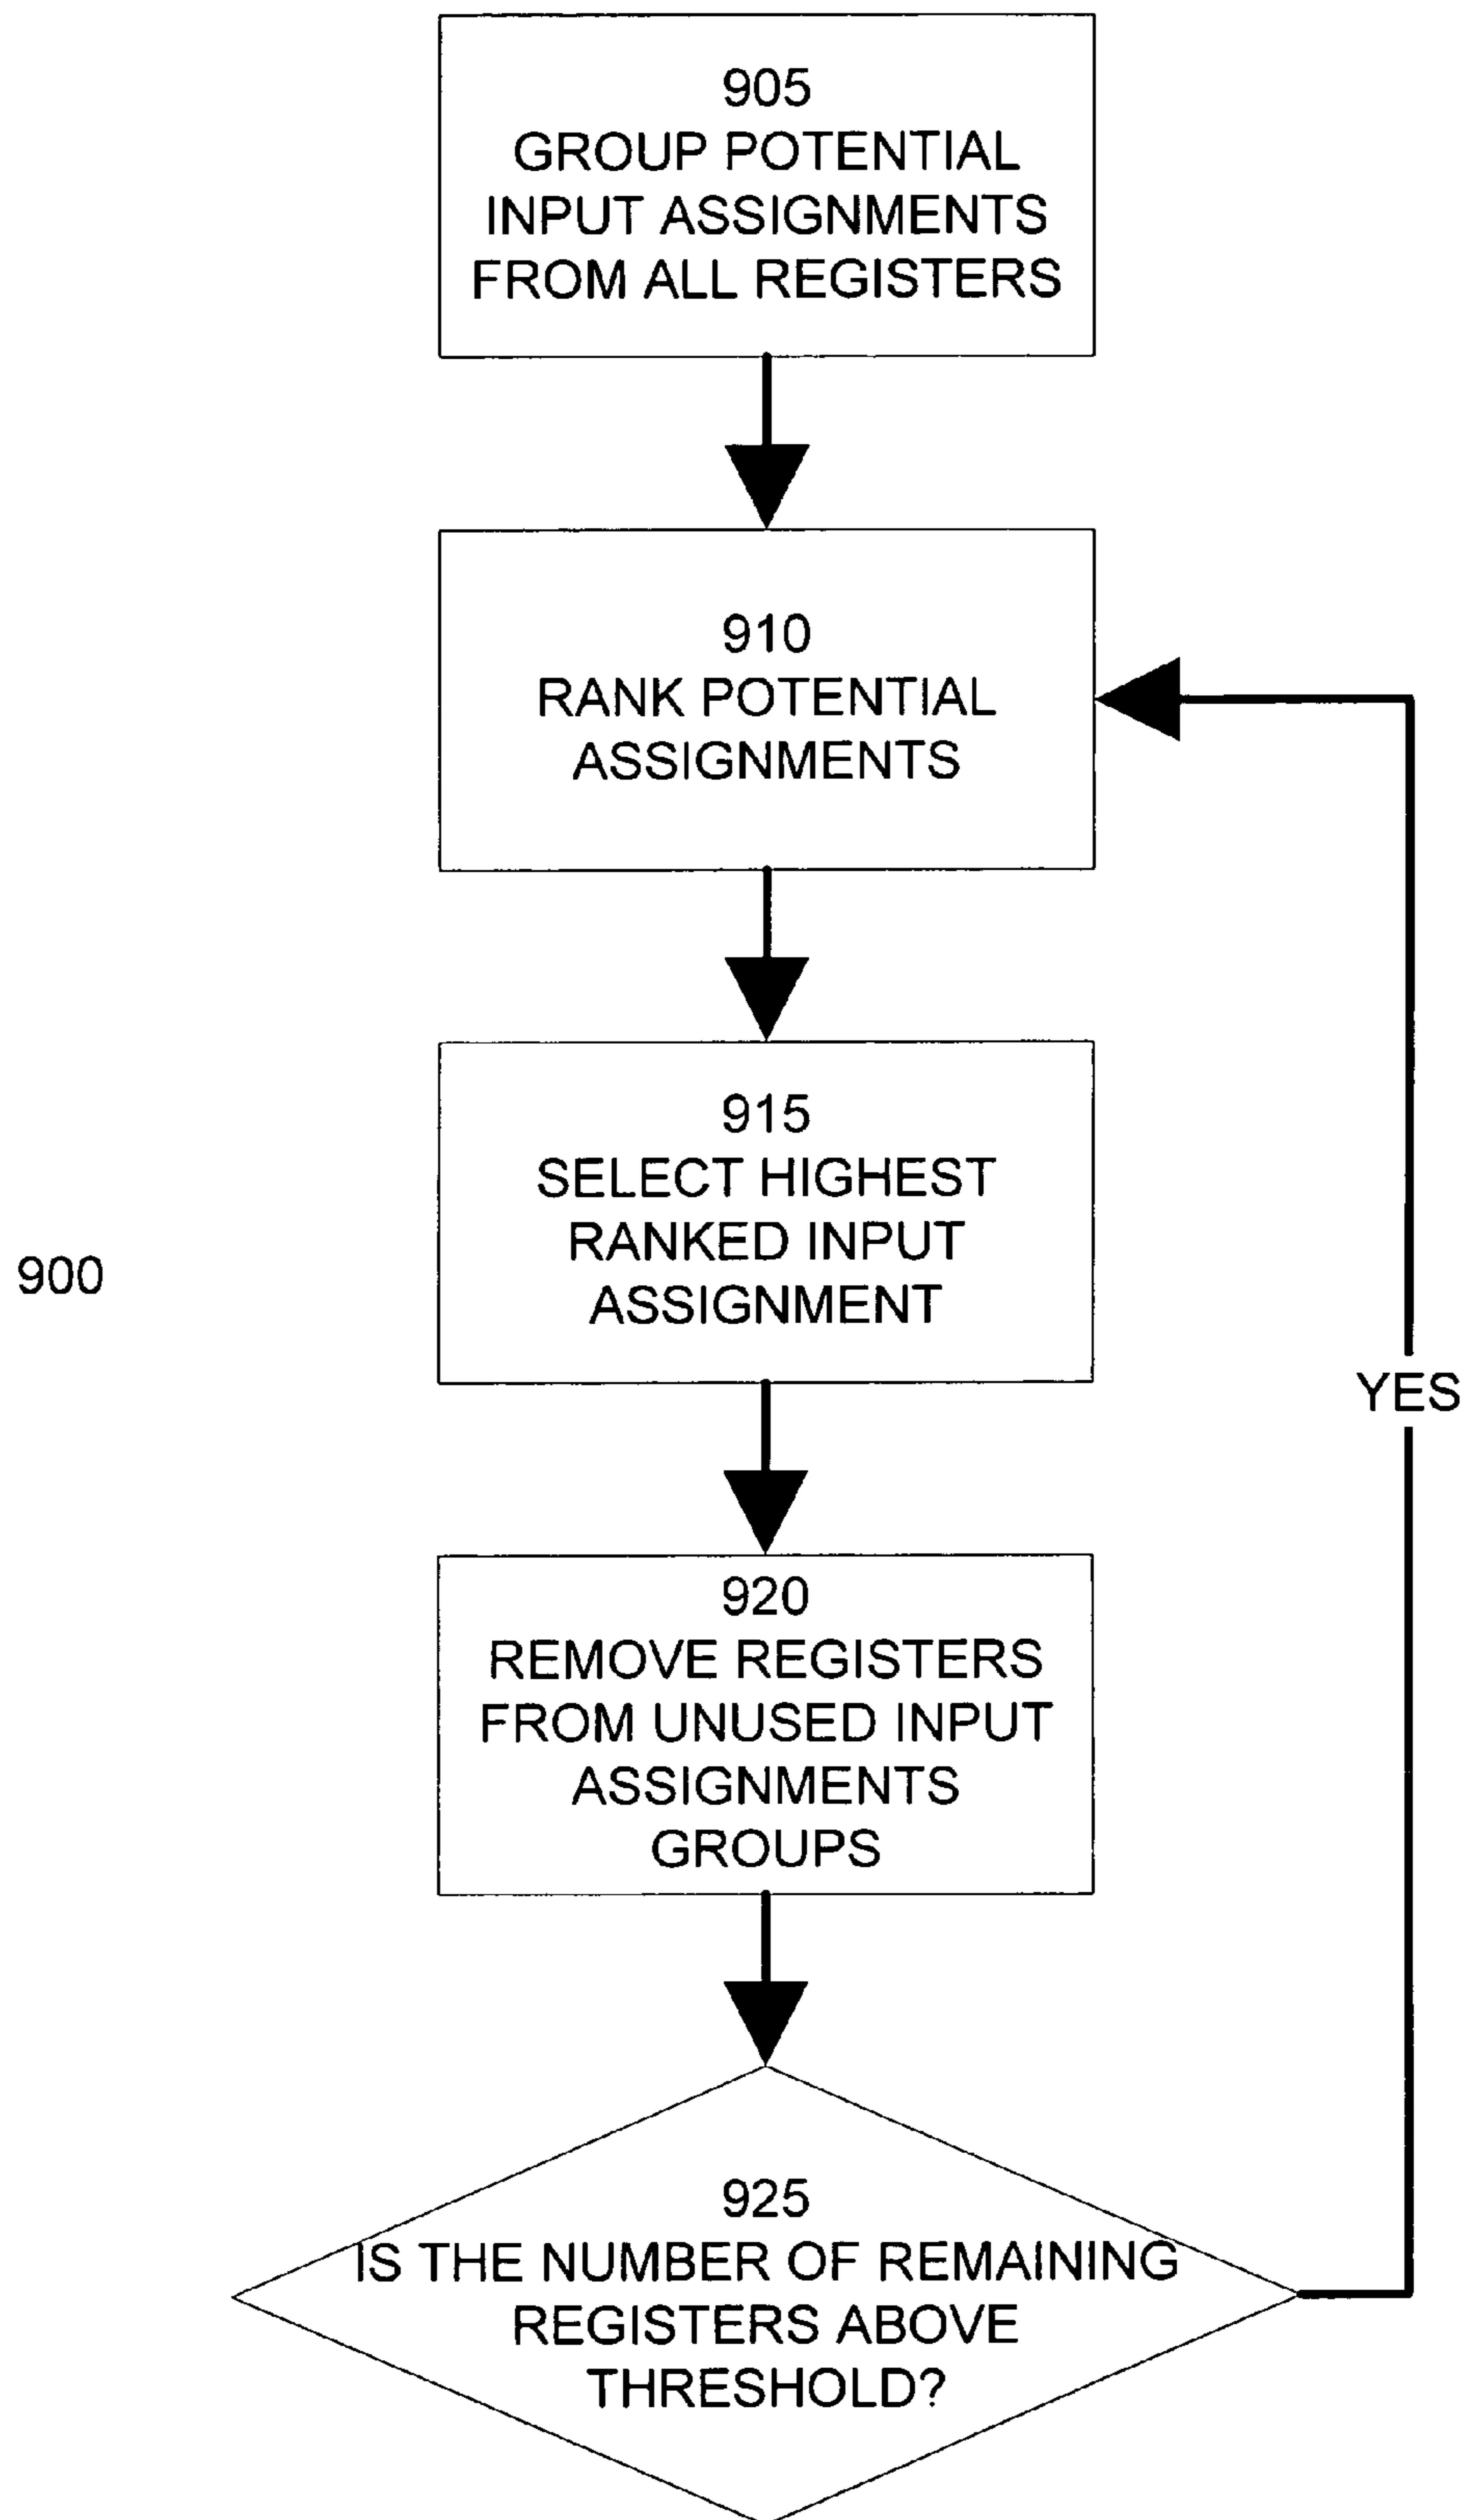 905
GROUP POTENTIAL
INPUT ASSIGNMENTS
FROM ALL REGISTERS
910
RANK POTENTIAL
ASSIGNMENTS
915
SELECT HIGHEST
RANKED INPUT
ASSIGNMENT
900
YES
920
REMOVE REGISTERS
FROM UNUSED INPUT
ASSIGNMENTS
GROUPS
925
IS THE NUMBER OF REMAINING
REGISTERS ABOVE
THRESHOLD?